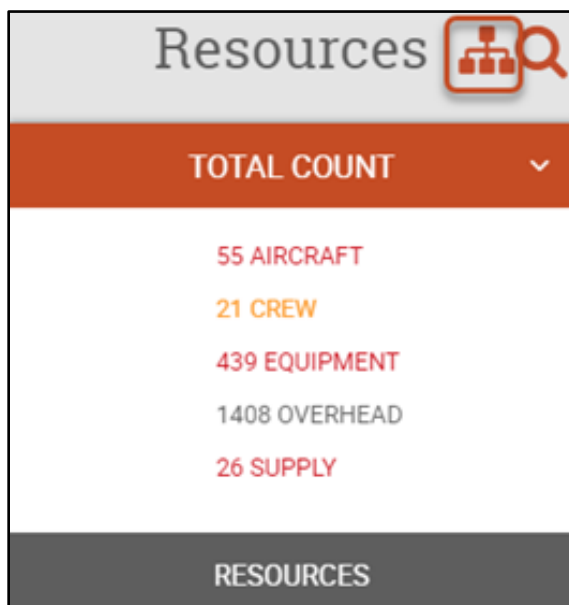 Resources
TOTAL COUNT
55 AIRCRAFT
21 CREW
439 EQUIPMENT
1408 OVERHEAD
26 SUPPLY
RESOURCES